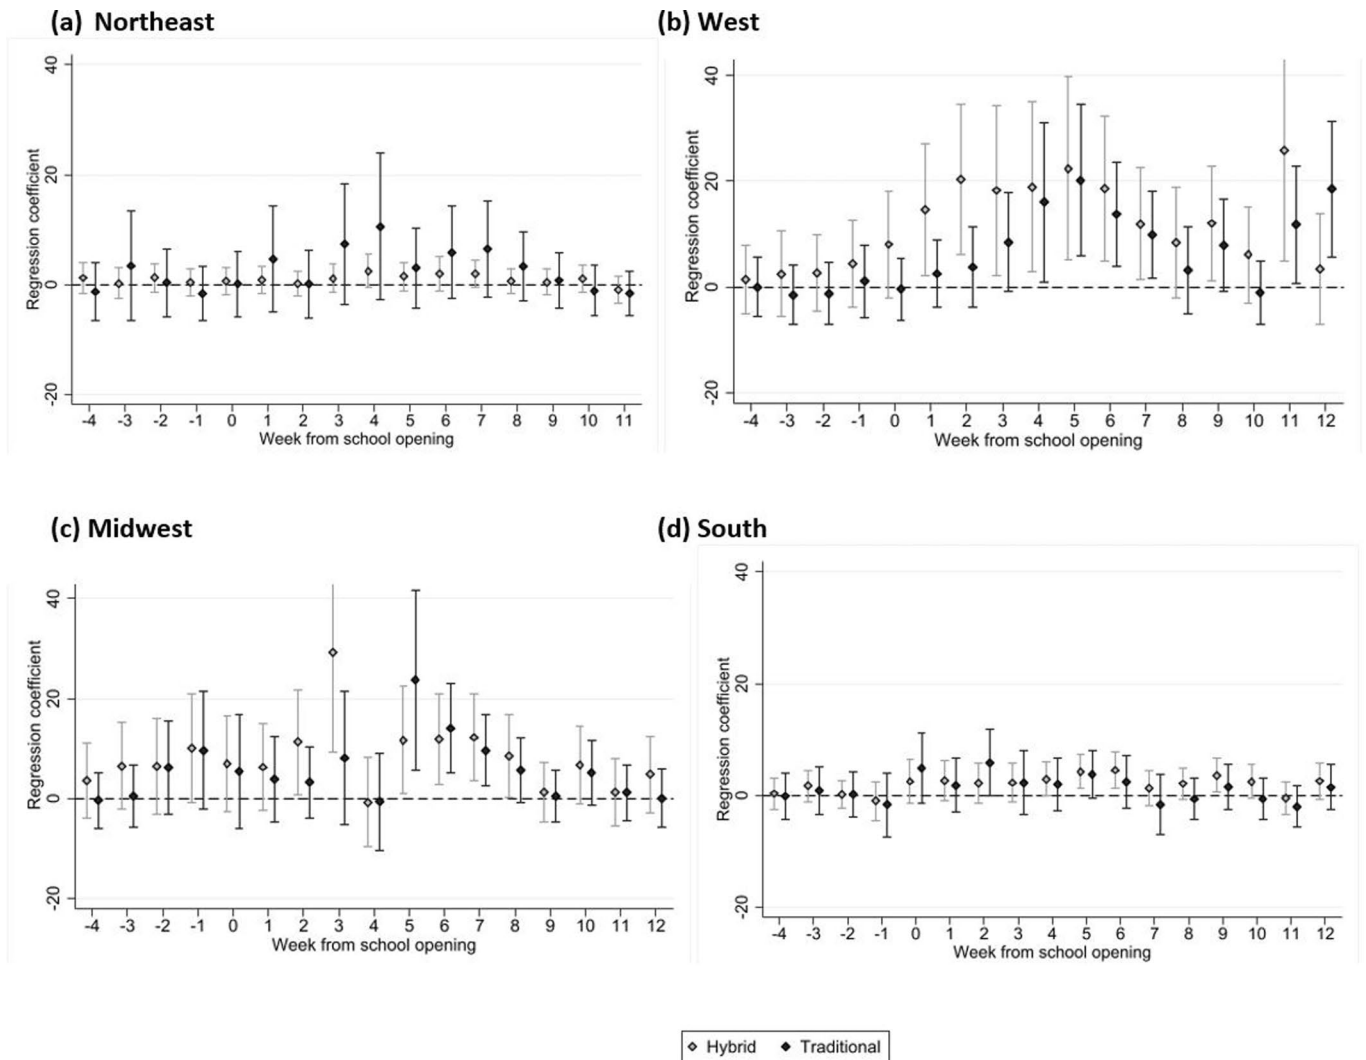 (a) Northeast
Regression coefficient
40
20
0
-20
-4 -3 -2 -1 0 1 2 3 4 5 6 7 8 9 10 11
Week from school opening
(b) West
Regression coefficient
40
20
0
-20
-4 -3 -2 -1 0 1 2 3 4 5 6 7 8 9 10 11 12
Week from school opening
(c) Midwest
Regression coefficient
40
20
0
-20
-4 -3 -2 -1 0 1 2 3 4 5 6 7 8 9 10 11 12
Week from school opening
(d) South
Regression coefficient
40
20
0
-20
-4 -3 -2 -1 0 1 2 3 4 5 6 7 8 9 10 11 12
Week from school opening
Hybrid Traditional